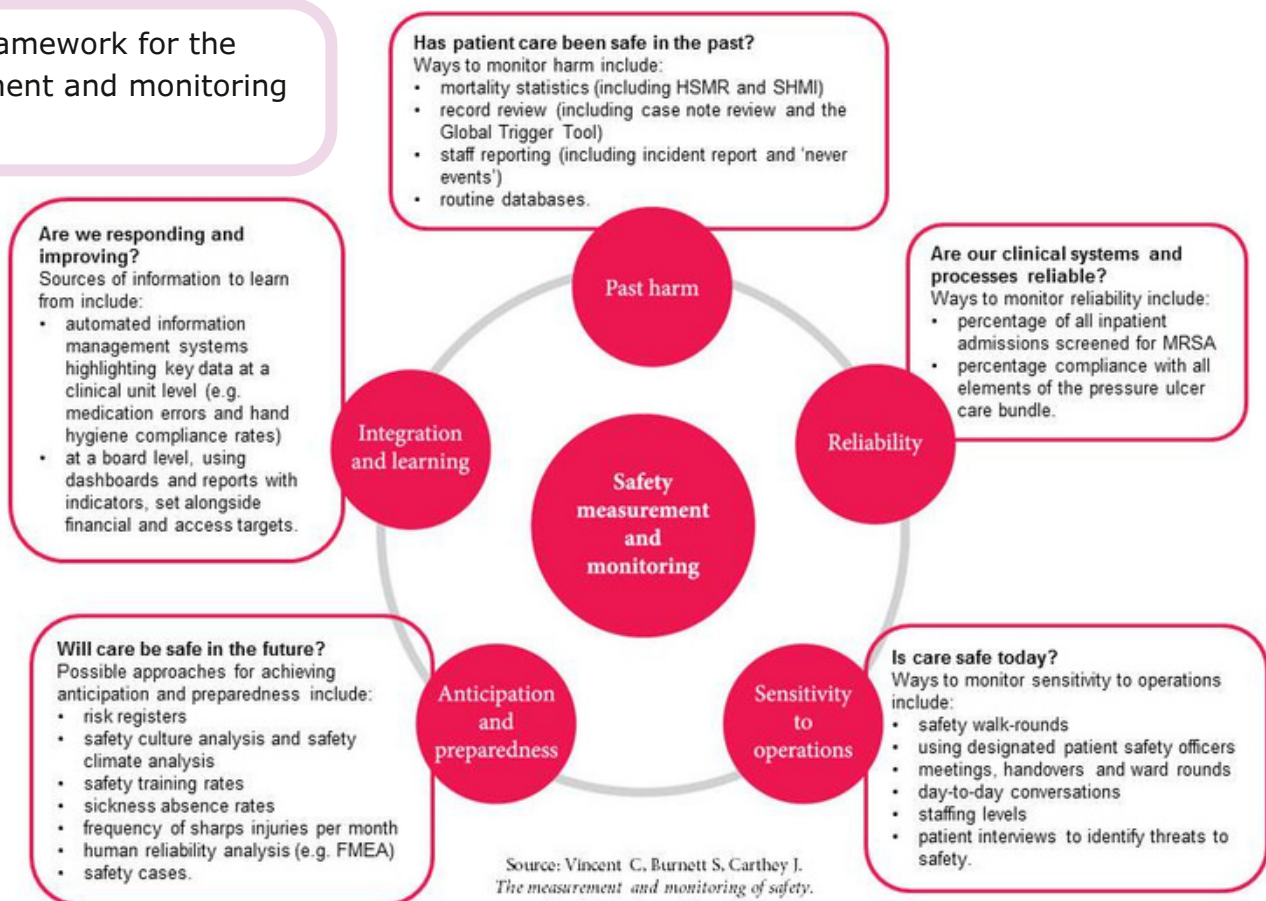 amework for the
ment and monitoring
Has patient care been safe in the past?
Ways to monitor harm include:
• mortality statistics (including HSMR and SHMI)
• record review (including case note review and the
Global Trigger Tool)
• staff reporting (including incident report and ‘never
events’)
• routine databases.
Past harm
Are our clinical systems and
processes reliable?
Ways to monitor reliability include:
• percentage of all inpatient
admissions screened for MRSA
• percentage compliance with all
elements of the pressure ulcer
care bundle.
Reliability
Is care safe today?
Ways to monitor sensitivity to operations
include:
• safety walk-rounds
• using designated patient safety officers
• meetings, handovers and ward rounds
• day-to-day conversations
• staffing levels
• patient interviews to identify threats to
safety.
Sensitivity
to
operations
Will care be safe in the future?
Possible approaches for achieving
anticipation and preparedness include:
• risk registers
• safety culture analysis and safety
climate analysis
• safety training rates
• sickness absence rates
• frequency of sharps injuries per month
• human reliability analysis (e.g. FMEA)
• safety cases.
Anticipation
and
preparedness
Are we responding and
improving?
Sources of information to learn
from include:
• automated information
management systems
highlighting key data at a
clinical unit level (e.g.
medication errors and hand
hygiene compliance rates)
• at a board level, using
dashboards and reports with
indicators, set alongside
financial and access targets.
Integration
and learning
Safety
measurement
and
monitoring
Source: Vincent C, Burnett S, Carthey J.
The measurement and monitoring of safety.